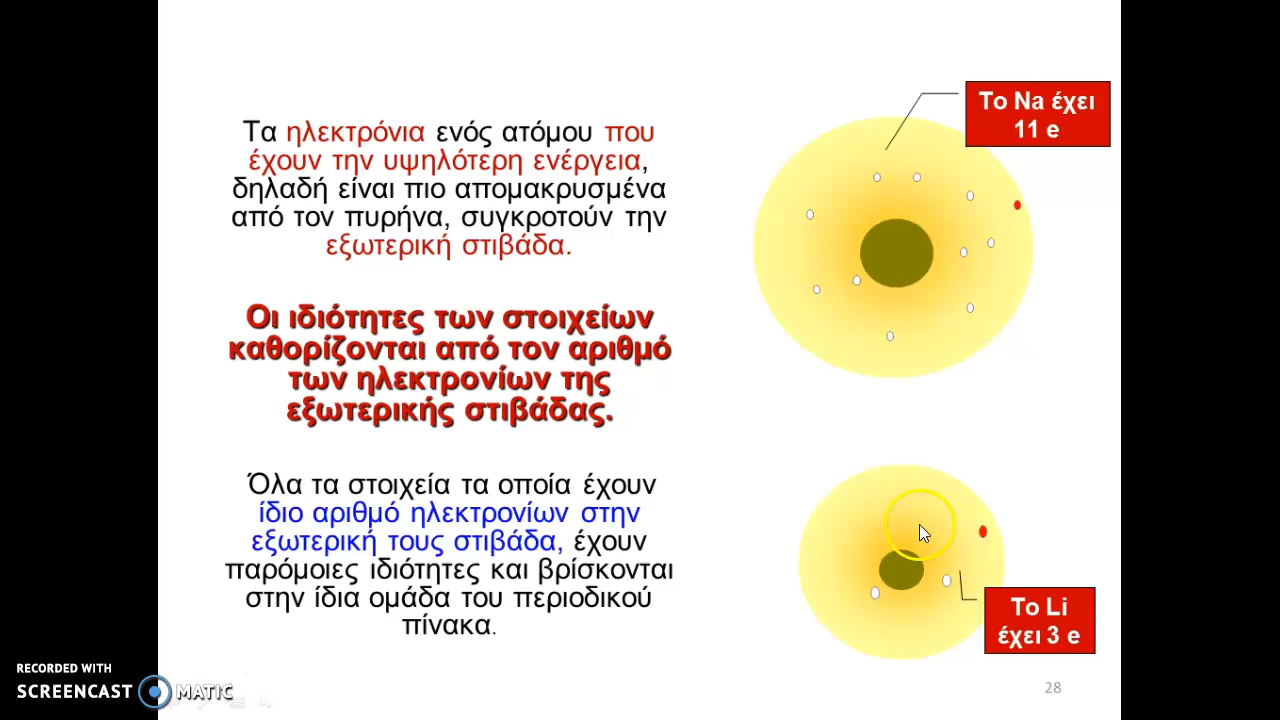 Τα ηλεκτρόνια ενός ατόμου που
έχουν την υψηλότερη ενέργεια,
δηλαδή είναι πιο απομακρυσμένα
από τον πυρήνα, συγκροτούν την
εξωτερική στιβάδα.
Οι ιδιότητες των στοιχείων
καθορίζονται από τον αριθμό
των ηλεκτρονίων της
εξωτερικής στιβάδας.
Όλα τα στοιχεία τα οποία έχουν
ίδιο αριθμό ηλεκτρονίων στην
εξωτερική τους στιβάδα, έχουν
παρόμοιες ιδιότητες και βρίσκονται
στην ίδια ομάδα του περιοδικού
πίνακα.
Το Na έχει
11 e
Το Li
έχει 3 e
28
RECORDED WITH
SCREENCAST MATIC